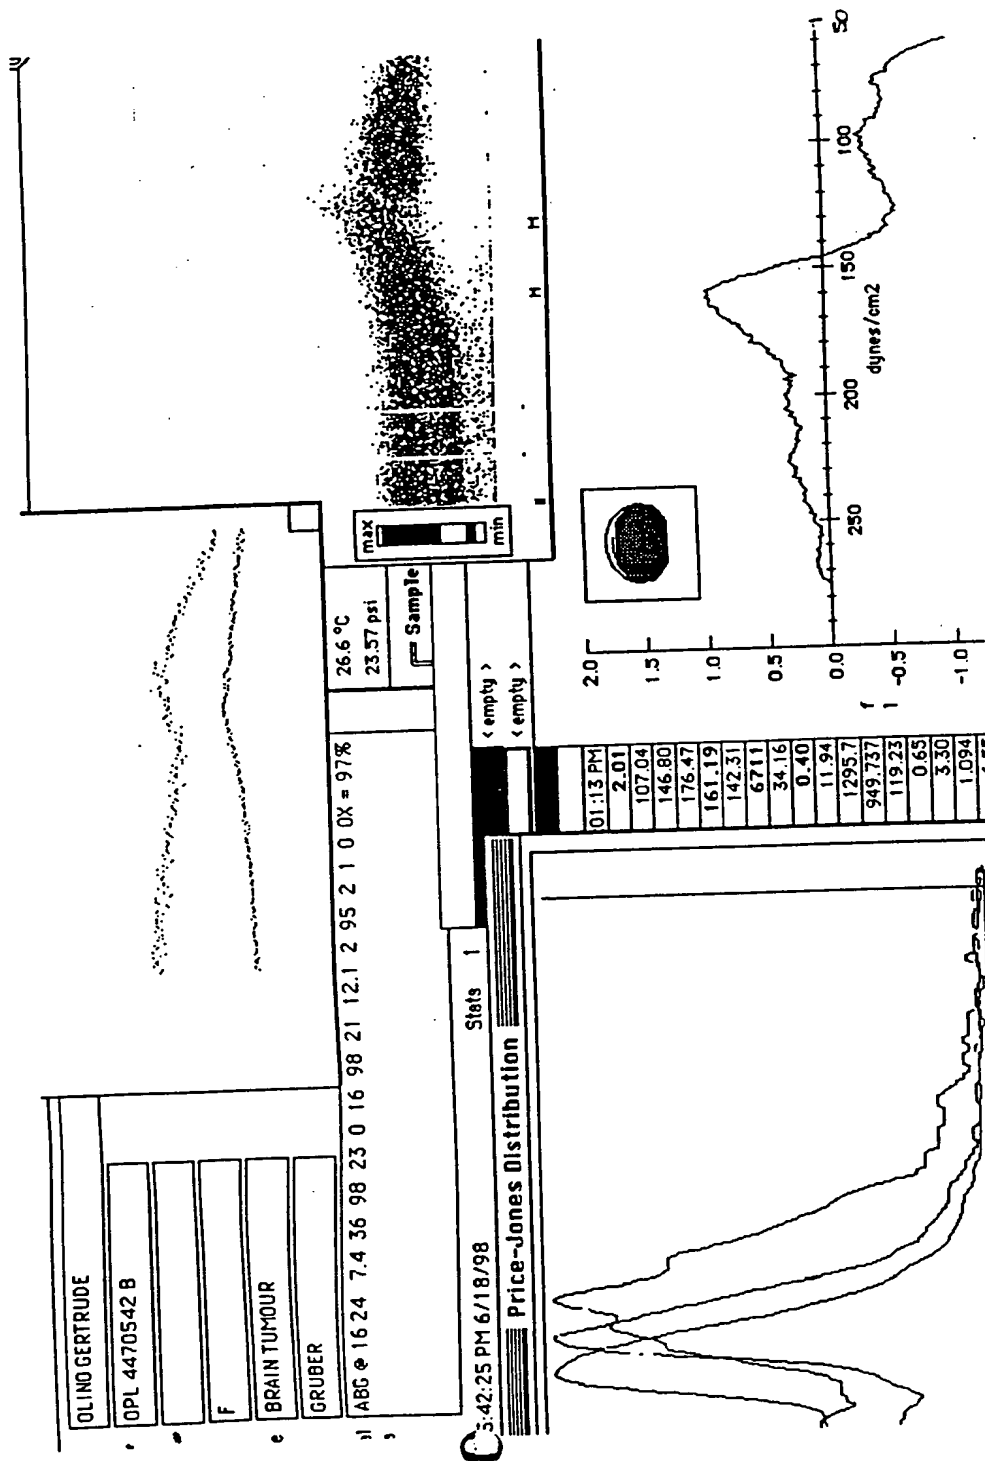 OLINO GERTRUDE
OPL 4470542 B
F
BRAIN TUMOUR
e
GRUBER
ABG @ 16 24 7.4 36 98 23 0 16 98 21 12.1 2 95 2 1 0 OX = 97%
26.6 °C
23.57 psi
Sample
max
min
Stats 1
< empty >
< empty >
5:42:25 PM 6/18/98
Price-Jones Distribution
01:13 PM
2.01
107.04
146.80
176.47
161.19
142.31
6711
34.16
0.40
11.94
1295.7
949.737
119.23
0.65
3.30
1.094
2.0
1.5
1.0
0.5
0.0
-0.5
-1.0
f
1
250
200
150
100
50
dynes/cm2